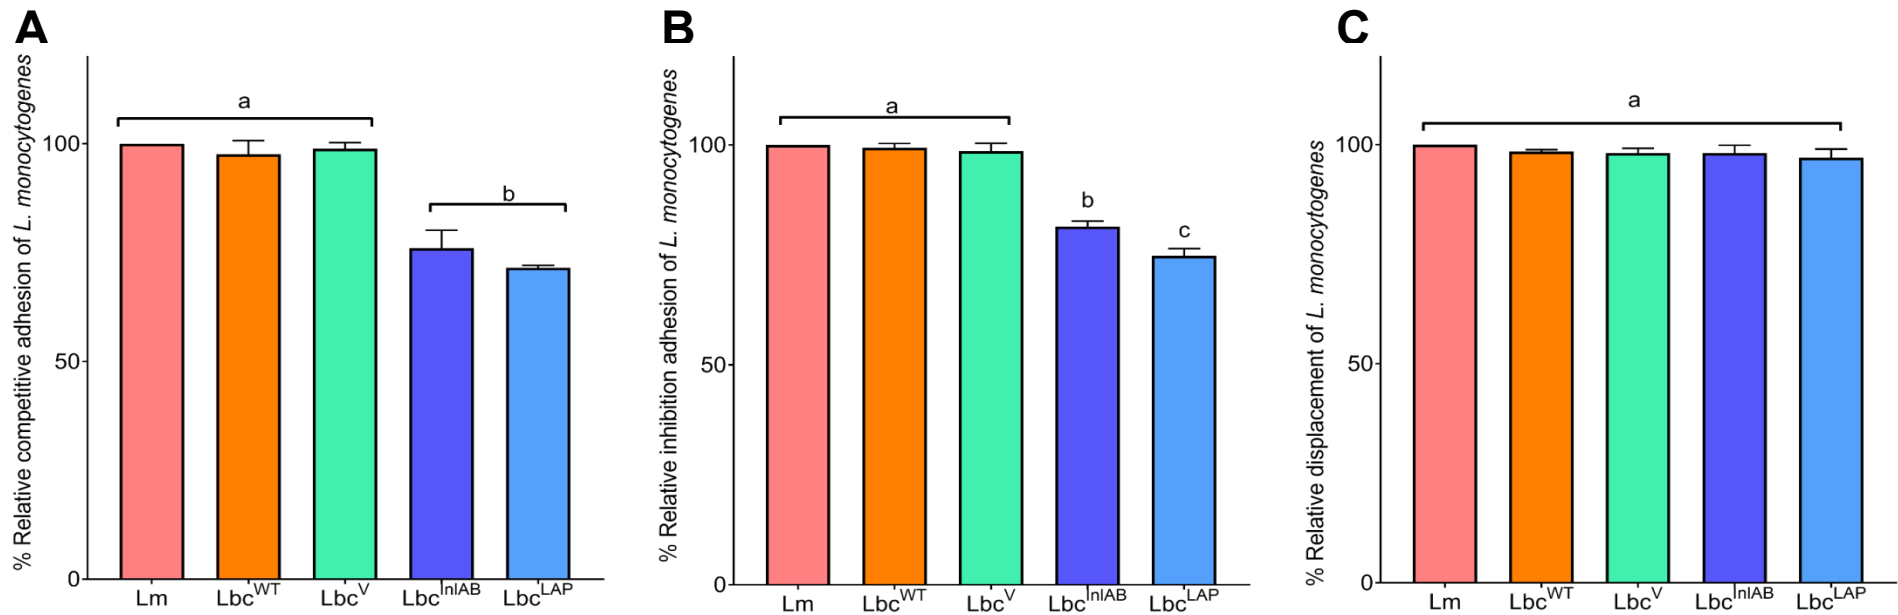 A
% Relative competitive adhesion of L. monocytogenes
100
50
0
a
b
Lm
Lbc^WT
Lbc^V
Lbc^InlAB
Lbc^LAP
B
% Relative inhibition adhesion of L. monocytogenes
100
50
0
a
b
c
Lm
Lbc^WT
Lbc^V
Lbc^InlAB
Lbc^LAP
C
% Relative displacement of L. monocytogenes
100
50
0
a
Lm
Lbc^WT
Lbc^V
Lbc^InlAB
Lbc^LAP